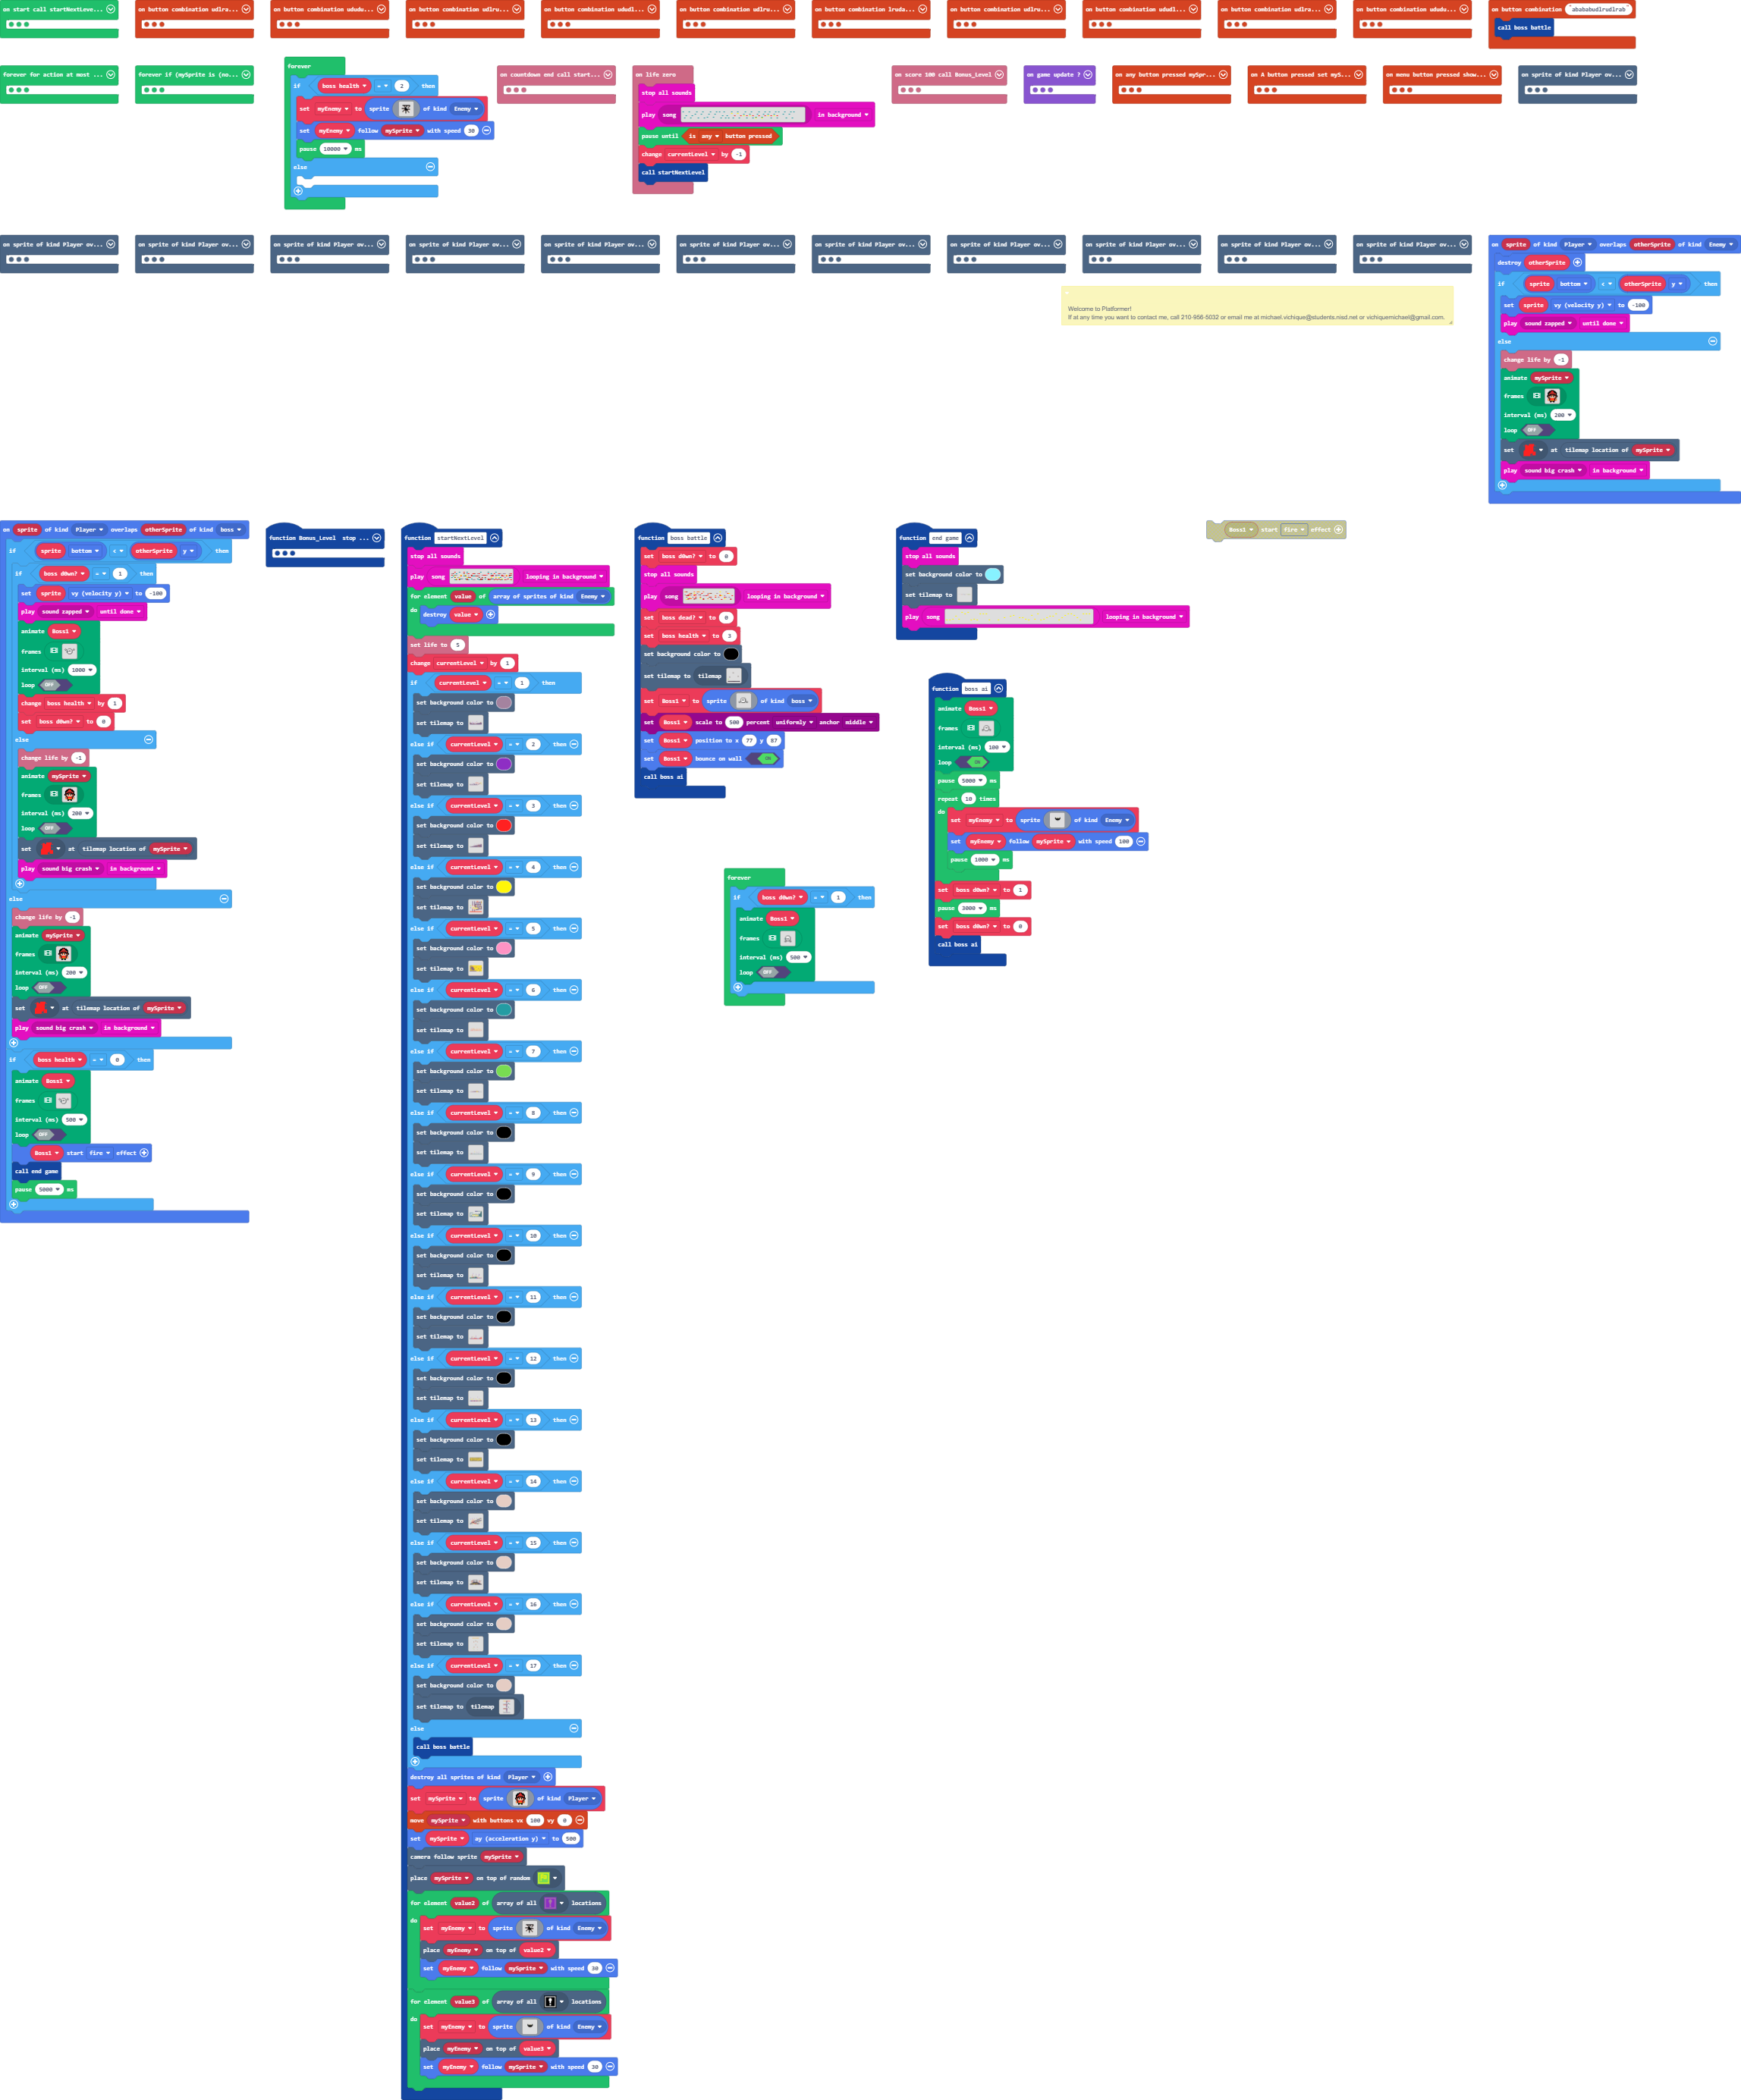 on start call startNextLeve...
on button combination udlra...
on button combination ududu...
on button combination udlru...
on button combination ududl...
on button combination udlru...
on button combination lruda...
on button combination udlru...
on button combination ududl...
on button combination udlra...
on button combination ududu...
on button combination "ababababudlrudlrab"
call boss battle
forever for action at most ...
forever if (mySprite is (no...
forever
if boss health = 2 then
set myEnemy to sprite of kind Enemy
set myEnemy follow mySprite with speed 30
pause 10000 ms
else
on countdown end call start...
on life zero
stop all sounds
play song in background
pause until is any button pressed
change currentLevel by -1
call startNextLevel
on score 100 call Bonus_Level
on game update ?
on any button pressed mySpr...
on A button pressed set myS...
on menu button pressed show...
on sprite of kind Player ov...
on sprite of kind Player ov...
on sprite of kind Player ov...
on sprite of kind Player ov...
on sprite of kind Player ov...
on sprite of kind Player ov...
on sprite of kind Player ov...
on sprite of kind Player ov...
on sprite of kind Player ov...
on sprite of kind Player ov...
on sprite of kind Player ov...
on sprite of kind Player ov...
on sprite of kind Player overlaps otherSprite of kind Enemy
destroy otherSprite
if sprite bottom < otherSprite y then
set sprite vy (velocity y) to -100
play sound zapped until done
else
change life by -1
animate mySprite
frames
interval (ms) 200
loop OFF
set at tilemap location of mySprite
play sound big crash in background
Welcome to Platformer!
If at any time you want to contact me, call 210-956-5032 or email me at michael.vichique@students.nisd.net or vichiquemichael@gmail.com.
on sprite of kind Player overlaps otherSprite of kind boss
if sprite bottom < otherSprite y then
if boss d0wn? = 1 then
set sprite vy (velocity y) to -100
play sound zapped until done
animate Boss1
frames
interval (ms) 1000
loop OFF
change boss health by 1
set boss d0wn? to 0
else
change life by -1
animate mySprite
frames
interval (ms) 200
loop OFF
set at tilemap location of mySprite
play sound big crash in background
else
change life by -1
animate mySprite
frames
interval (ms) 200
loop OFF
set at tilemap location of mySprite
play sound big crash in background
if boss health = 0 then
animate Boss1
frames
interval (ms) 500
loop OFF
Boss1 start fire effect
call end game
pause 5000 ms
function Bonus_Level stop ...
function startNextLevel
stop all sounds
play song looping in background
for element value of array of sprites of kind Enemy
do destroy value
set life to 5
change currentLevel by 1
if currentLevel = 1 then
set background color to
set tilemap to
else if currentLevel = 2 then
set background color to
set tilemap to
else if currentLevel = 3 then
set background color to
set tilemap to
else if currentLevel = 4 then
set background color to
set tilemap to
else if currentLevel = 5 then
set background color to
set tilemap to
else if currentLevel = 6 then
set background color to
set tilemap to
else if currentLevel = 7 then
set background color to
set tilemap to
else if currentLevel = 8 then
set background color to
set tilemap to
else if currentLevel = 9 then
set background color to
set tilemap to
else if currentLevel = 10 then
set background color to
set tilemap to
else if currentLevel = 11 then
set background color to
set tilemap to
else if currentLevel = 12 then
set background color to
set tilemap to
else if currentLevel = 13 then
set background color to
set tilemap to
else if currentLevel = 14 then
set background color to
set tilemap to
else if currentLevel = 15 then
set background color to
set tilemap to
else if currentLevel = 16 then
set background color to
set tilemap to
else if currentLevel = 17 then
set background color to
set tilemap to tilemap
else
call boss battle
destroy all sprites of kind Player
set mySprite to sprite of kind Player
move mySprite with buttons vx 100 vy 0
set mySprite ay (acceleration y) to 500
camera follow sprite mySprite
place mySprite on top of random
for element value2 of array of all locations
do
set myEnemy to sprite of kind Enemy
place myEnemy on top of value2
set myEnemy follow mySprite with speed 30
for element value3 of array of all locations
do
set myEnemy to sprite of kind Enemy
place myEnemy on top of value3
set myEnemy follow mySprite with speed 30
function boss battle
set boss d0wn? to 0
stop all sounds
play song looping in background
set boss dead? to 0
set boss health to 3
set background color to
set tilemap to tilemap
set Boss1 to sprite of kind boss
set Boss1 scale to 500 percent uniformly anchor middle
set Boss1 position to x 77 y 87
set Boss1 bounce on wall ON
call boss ai
forever
if boss d0wn? = 1 then
animate Boss1
frames
interval (ms) 500
loop OFF
function end game
stop all sounds
set background color to
set tilemap to
play song looping in background
function boss ai
animate Boss1
frames
interval (ms) 100
loop ON
pause 5000 ms
repeat 10 times
do
set myEnemy to sprite of kind Enemy
set myEnemy follow mySprite with speed 100
pause 1000 ms
set boss d0wn? to 1
pause 3000 ms
set boss d0wn? to 0
call boss ai
Boss1 start fire effect